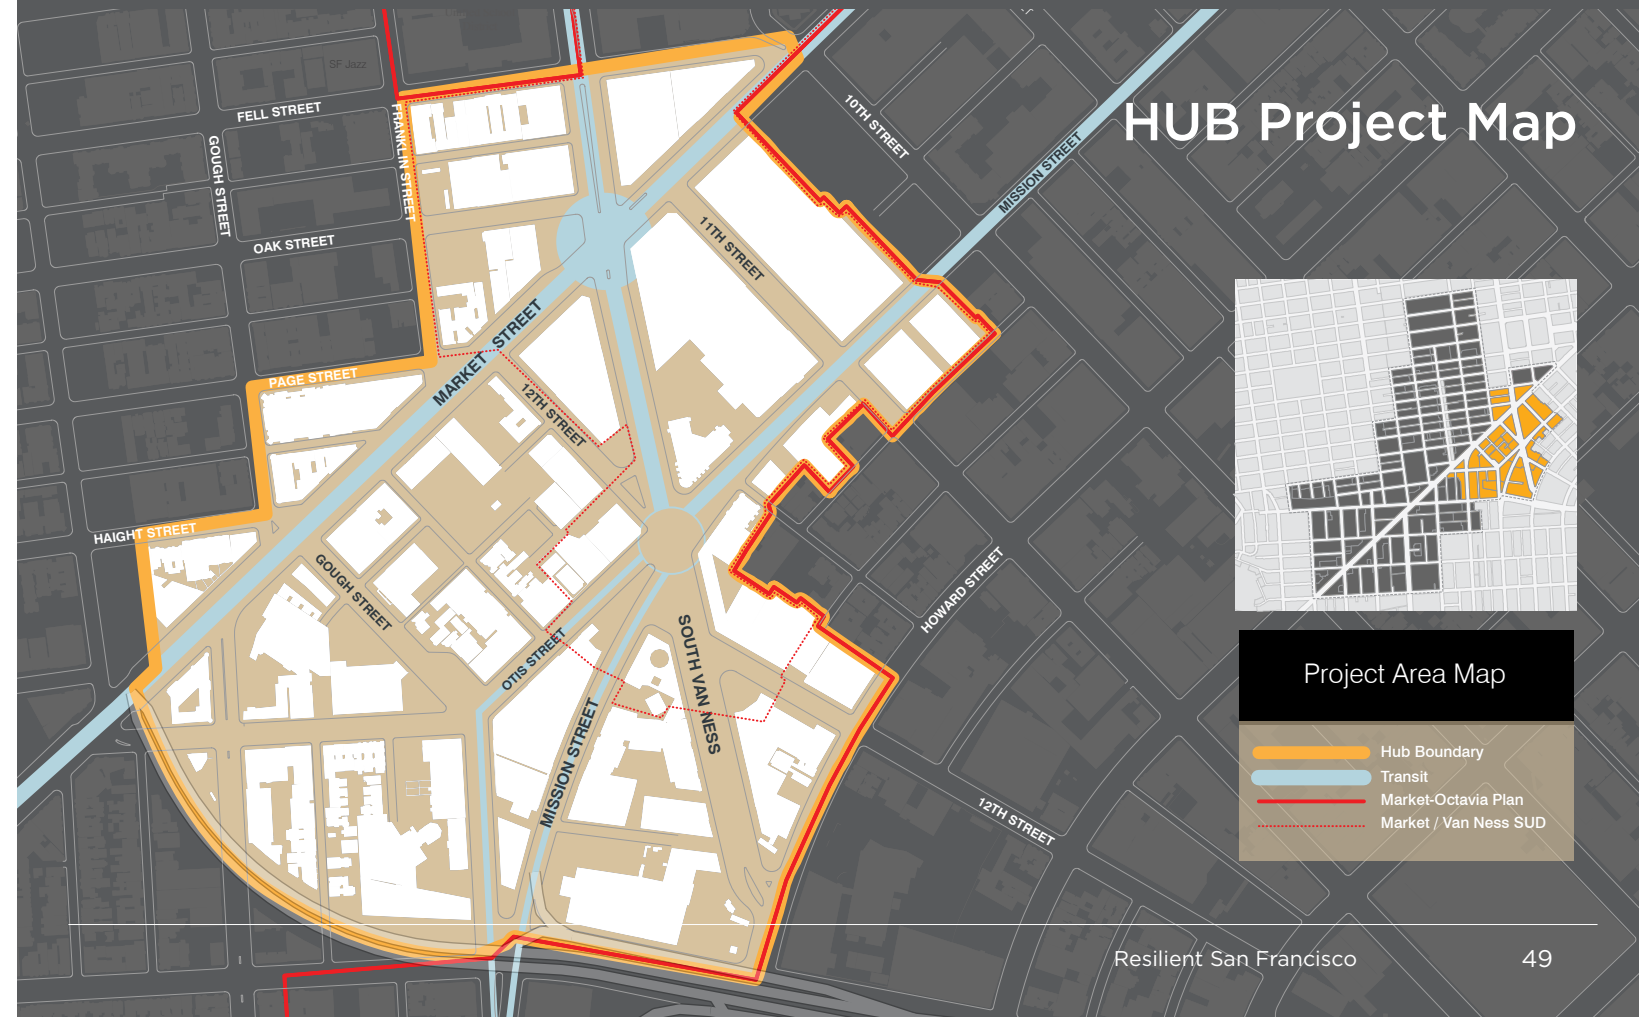 SF Jazz
FELL STREET
FRANKLIN STREET
GOUGH STREET
OAK STREET
10TH STREET
HUB Project Map
MISSION STREET
11TH STREET
MARKET STREET
PAGE STREET
12TH STREET
HAIGHT STREET
GOUGH STREET
OTIS STREET
SOUTH VAN NESS
HOWARD STREET
MISSION STREET
12TH STREET
Project Area Map
Hub Boundary
Transit
Market-Octavia Plan
Market / Van Ness SUD
Resilient San Francisco
49